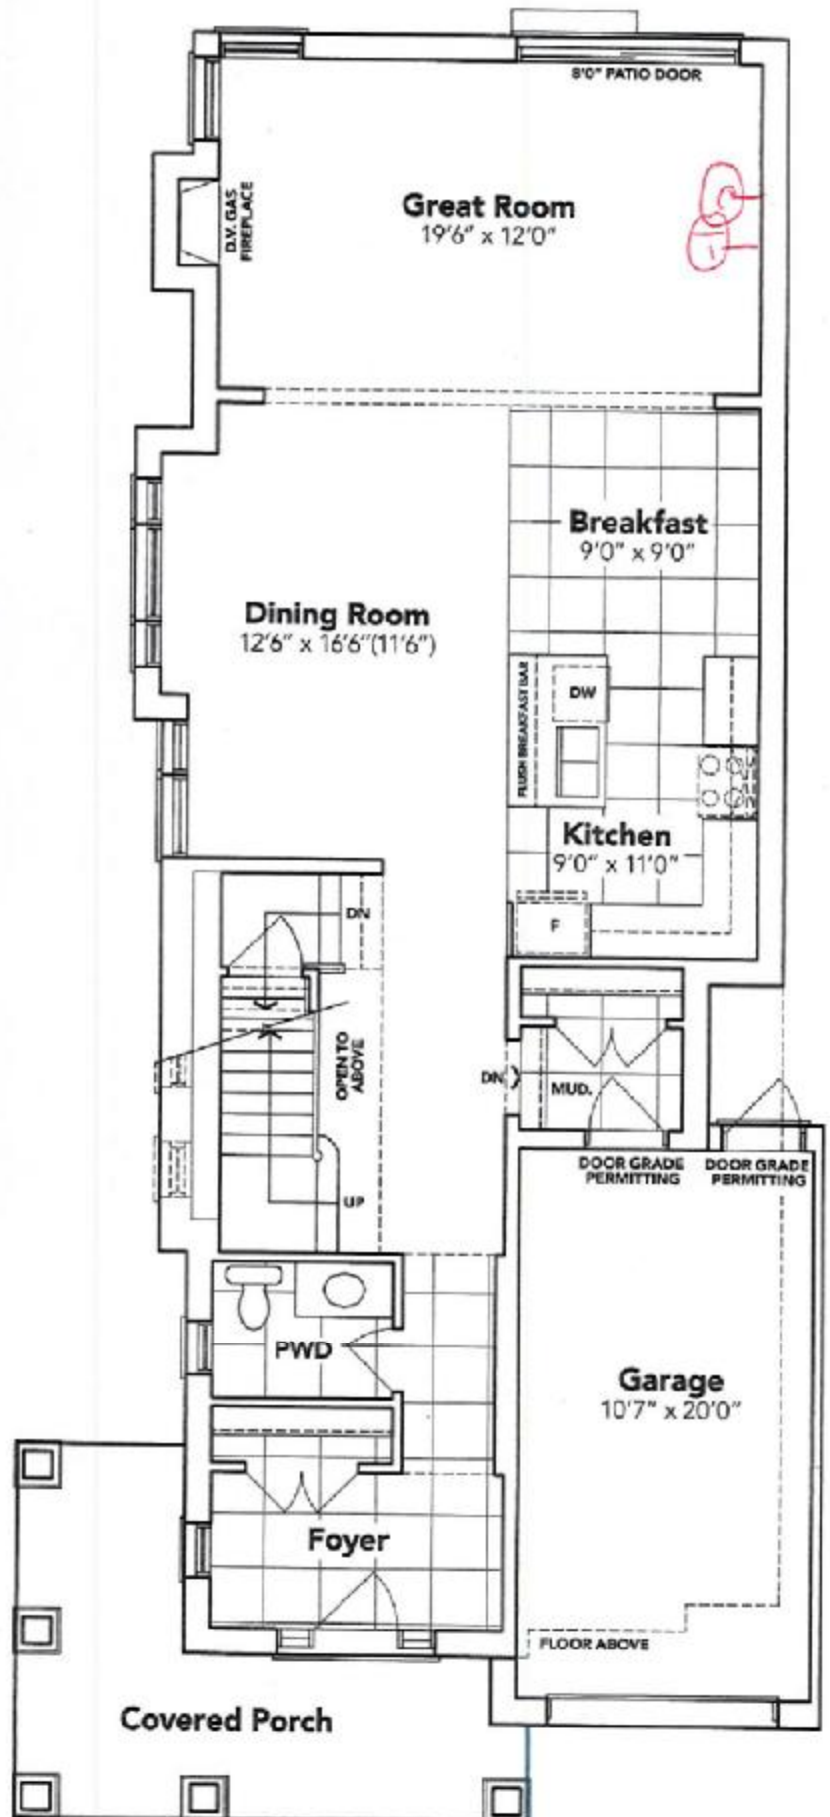 8'0" PATIO DOOR
D.V. GAS
FIREPLACE
Great Room
19'6" x 12'0"
Breakfast
9'0" x 9'0"
Dining Room
12'6" x 16'6"(11'6")
FLUSH BREAKFAST BAR
DW
Kitchen
9'0" x 11'0"
F
DN
OPEN TO
ABOVE
DN
MUD.
DOOR GRADE
PERMITTING
DOOR GRADE
PERMITTING
UP
PWD
Garage
10'7" x 20'0"
Foyer
FLOOR ABOVE
Covered Porch